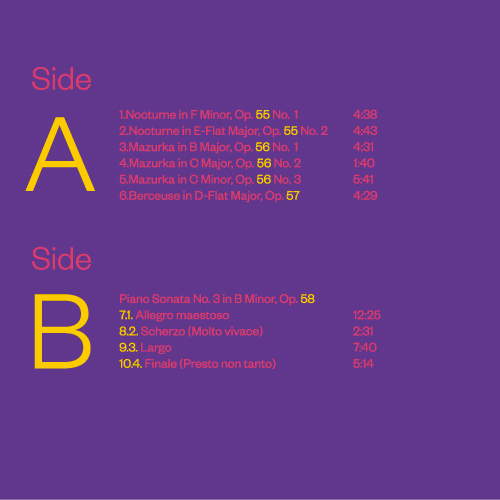 Side
A
1.Nocturne in F Minor, Op. 55 No. 1 4:38
2.Nocturne in E-Flat Major, Op. 55 No. 2 4:43
3.Mazurka in B Major, Op. 56 No. 1 4:31
4.Mazurka in C Major, Op. 56 No. 2 1:40
5.Mazurka in C Minor, Op. 56 No. 3 5:41
6.Berceuse in D-Flat Major, Op. 57 4:29
Side
B
Piano Sonata No. 3 in B Minor, Op. 58
7.1. Allegro maestoso 12:25
8.2. Scherzo (Molto vivace) 2:31
9.3. Largo 7:40
10.4. Finale (Presto non tanto) 5:14